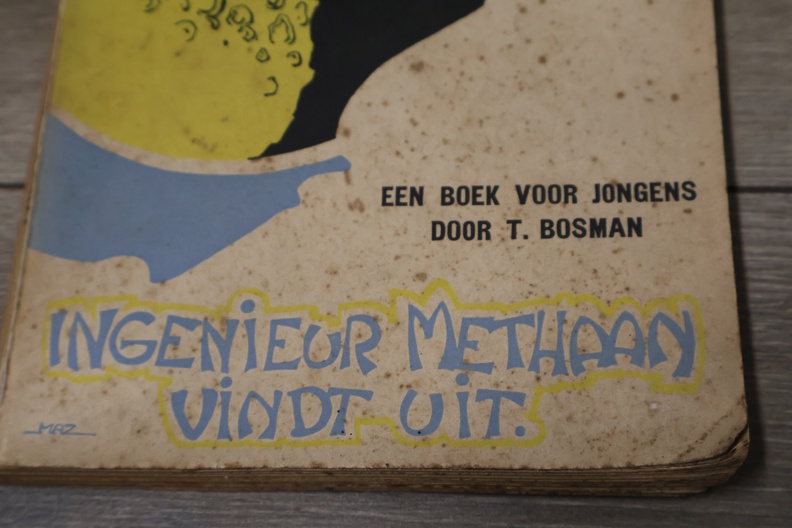 EEN BOEK VOOR JONGENS
DOOR T. BOSMAN
INGENIEUR METHAAN
VINDT UIT.
MAZ